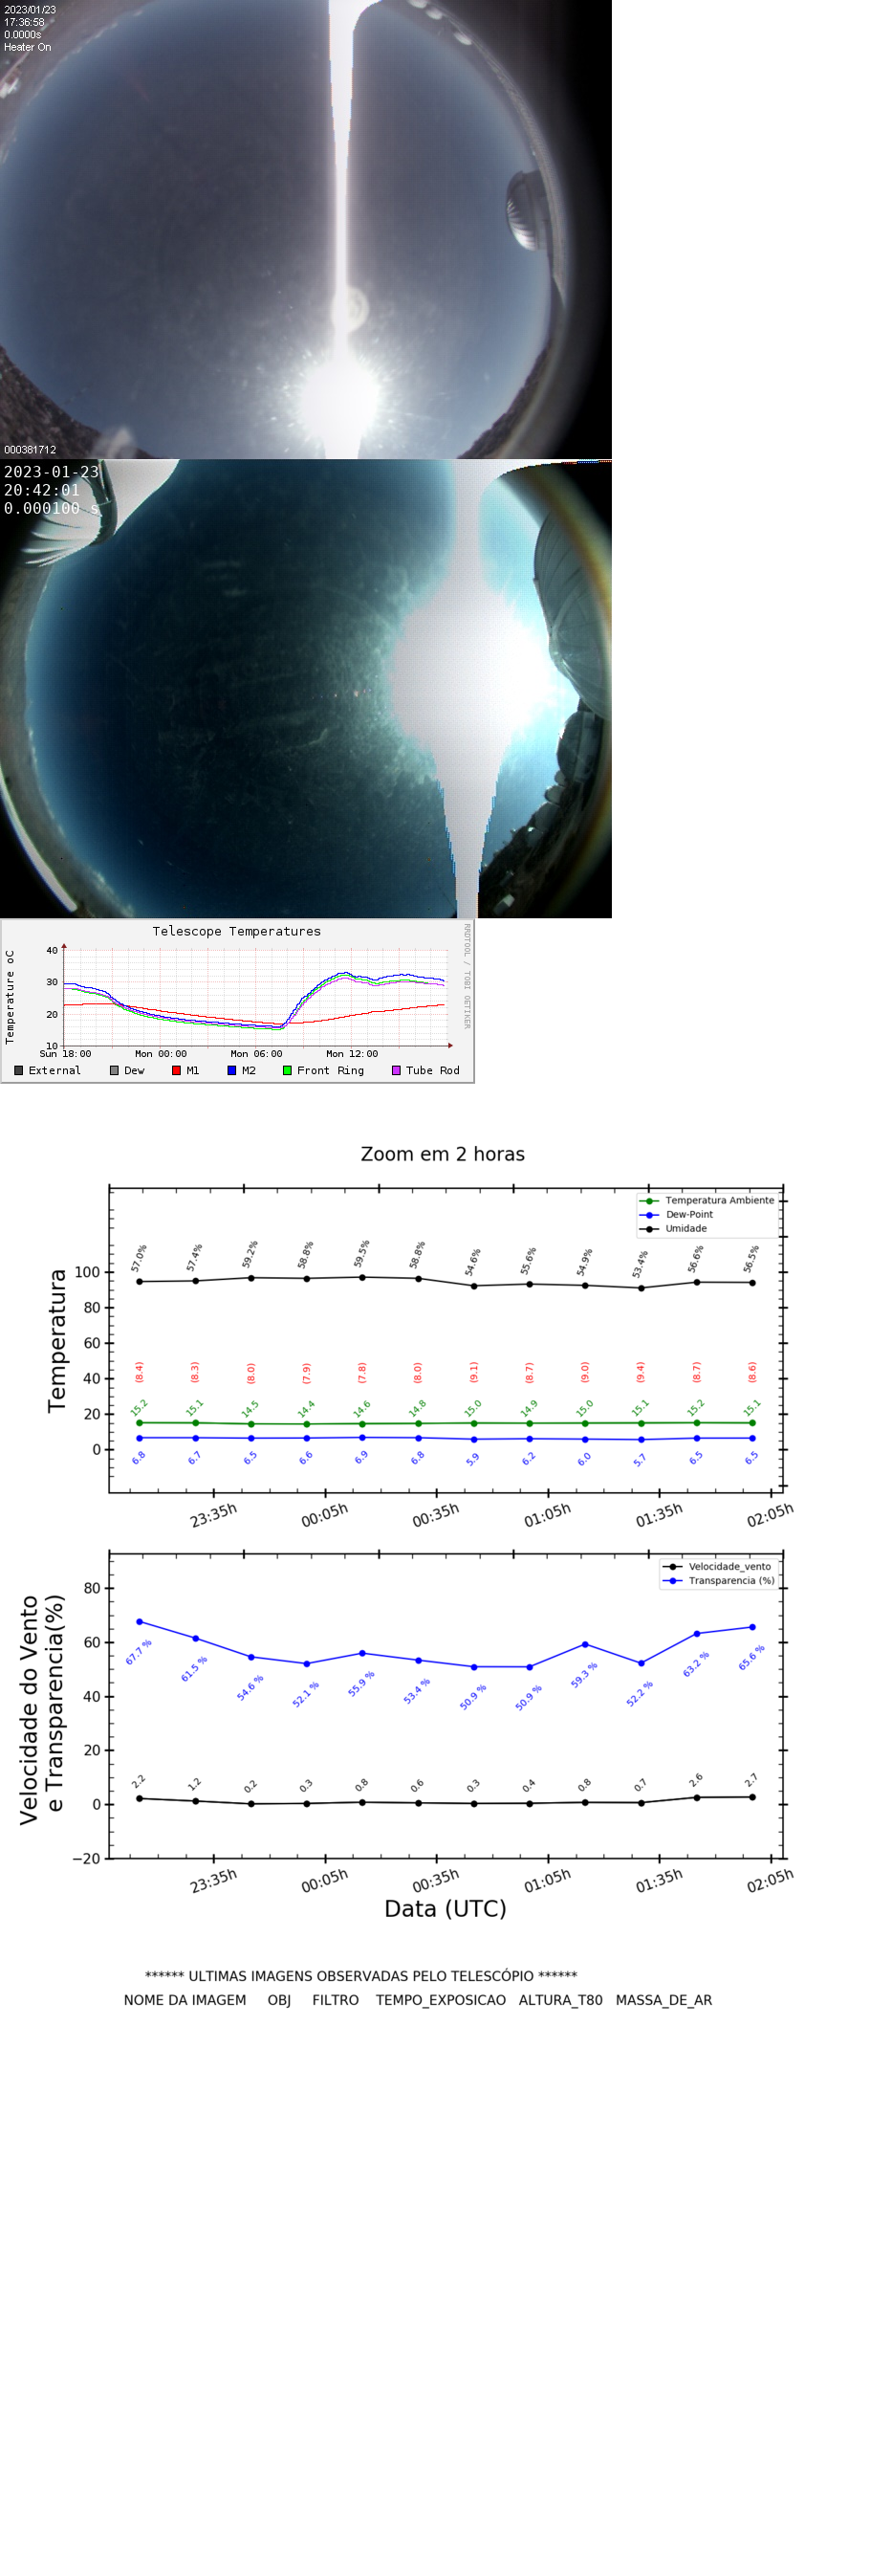 2023/01/23
17:36:58
0.0000s
Heater On
000381712
2023-01-23
20:42:01
0.000100 s
Telescope Temperatures
RRDTOOL / TOBI OETIKER
Temperature oC
40
30
20
10
Sun 18:00 Mon 00:00 Mon 06:00 Mon 12:00
External Dew M1 M2 Front Ring Tube Rod
Zoom em 2 horas
Temperatura Ambiente
Dew-Point
Umidade
Temperatura
100
80
60
40
20
0
57.0% 57.4% 59.2% 58.8% 59.5% 58.8% 54.6% 55.6% 54.9% 53.4% 56.6% 56.5%
(8.4) (8.3) (8.0) (7.9) (7.8) (8.0) (9.1) (8.7) (9.0) (9.4) (8.7) (8.6)
15.2 15.1 14.5 14.4 14.6 14.8 15.0 14.9 15.0 15.1 15.2 15.1
6.8 6.7 6.5 6.6 6.9 6.8 5.9 6.2 6.0 5.7 6.5 6.5
23:35h 00:05h 00:35h 01:05h 01:35h 02:05h
Velocidade_vento
Transparencia (%)
Velocidade do Vento
e Transparencia(%)
80
60
40
20
0
−20
67.7 % 61.5 % 54.6 % 52.1 % 55.9 % 53.4 % 50.9 % 50.9 % 59.3 % 52.2 % 63.2 % 65.6 %
2.2 1.2 0.2 0.3 0.8 0.6 0.3 0.4 0.8 0.7 2.6 2.7
23:35h 00:05h 00:35h 01:05h 01:35h 02:05h
Data (UTC)
****** ULTIMAS IMAGENS OBSERVADAS PELO TELESCÓPIO ******
NOME DA IMAGEM OBJ FILTRO TEMPO_EXPOSICAO ALTURA_T80 MASSA_DE_AR